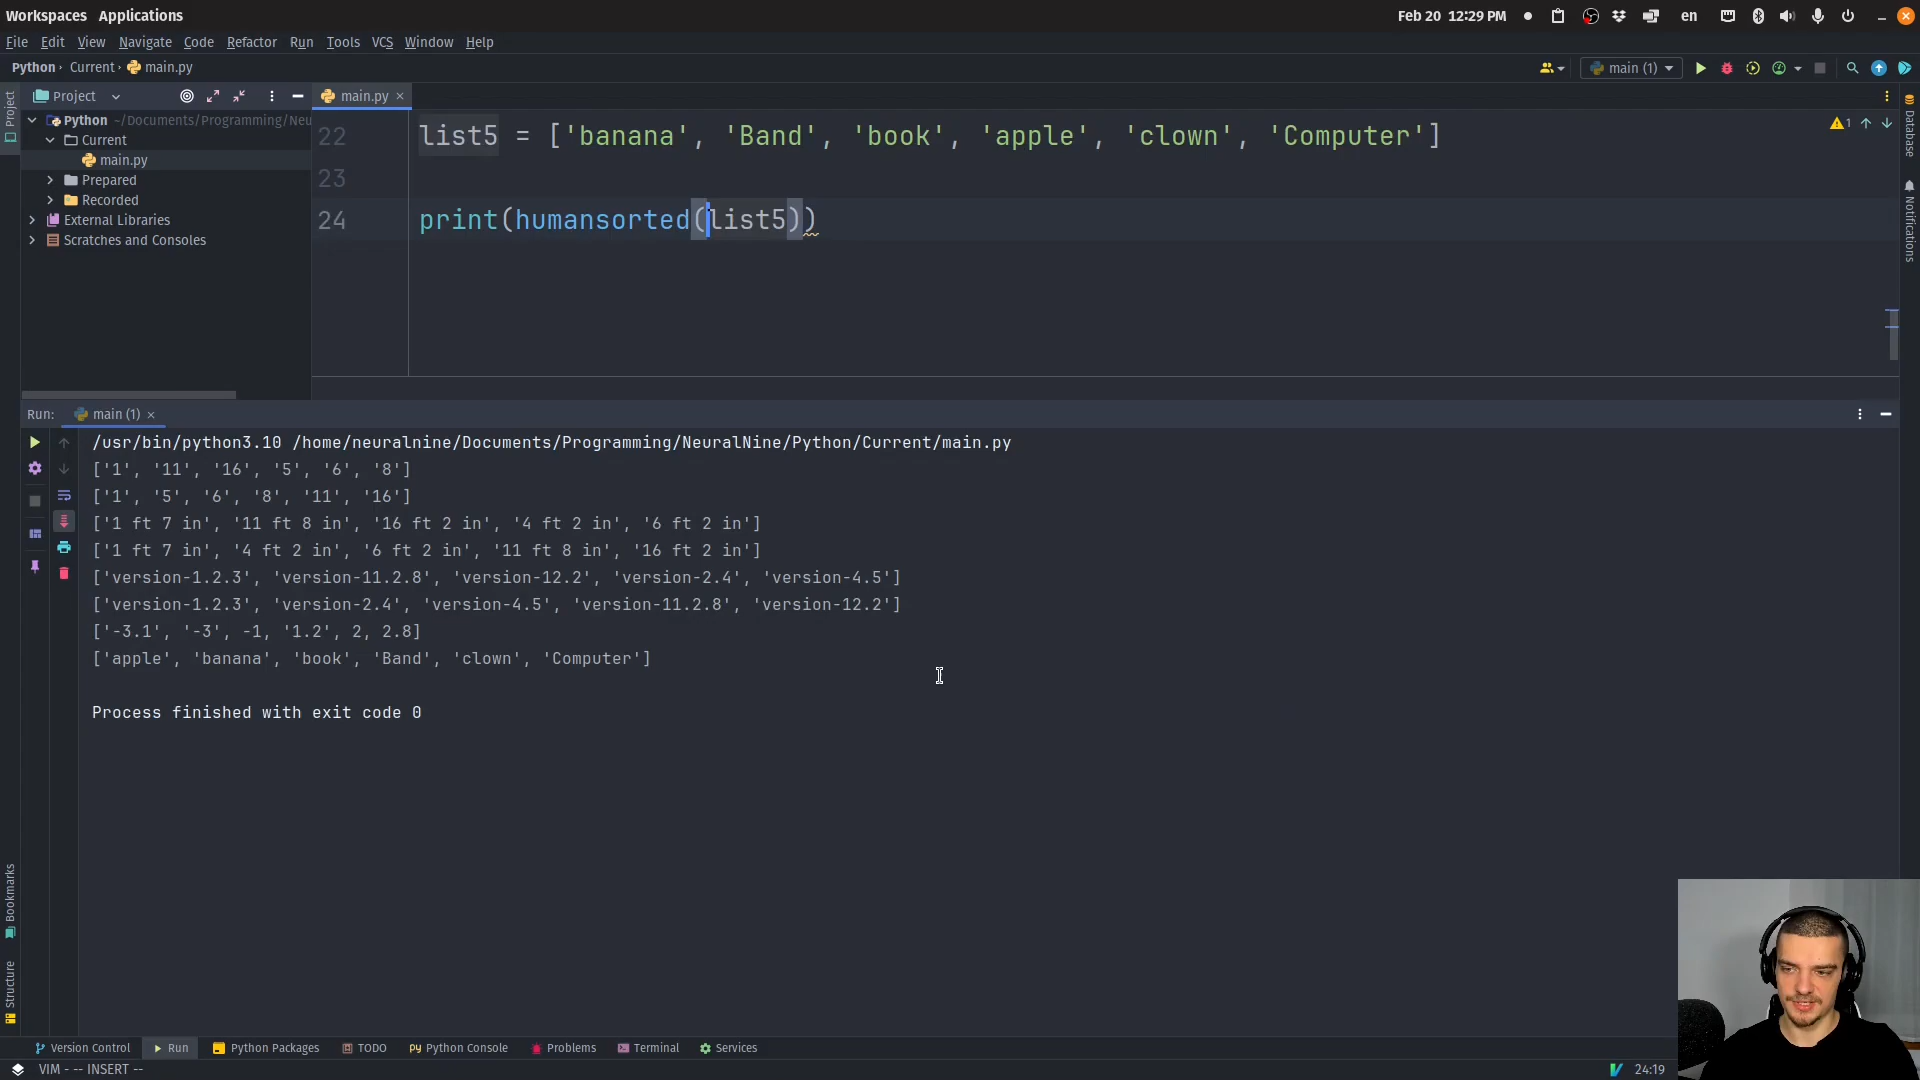 Workspaces Applications
Feb 20 12:29 PM
en
File Edit View Navigate Code Refactor Run Tools VCS Window Help
Python › Current › main.py
main (1)
Project
main.py ×
Python ~/Documents/Programming/Neu
Current
main.py
Prepared
Recorded
External Libraries
Scratches and Consoles
Project
Bookmarks
Structure
Database
Notifications
1
22 list5 = ['banana', 'Band', 'book', 'apple', 'clown', 'Computer']
23
24 print(humansorted(list5))
Run: main (1) ×
/usr/bin/python3.10 /home/neuralnine/Documents/Programming/NeuralNine/Python/Current/main.py
['1', '11', '16', '5', '6', '8']
['1', '5', '6', '8', '11', '16']
['1 ft 7 in', '11 ft 8 in', '16 ft 2 in', '4 ft 2 in', '6 ft 2 in']
['1 ft 7 in', '4 ft 2 in', '6 ft 2 in', '11 ft 8 in', '16 ft 2 in']
['version-1.2.3', 'version-11.2.8', 'version-12.2', 'version-2.4', 'version-4.5']
['version-1.2.3', 'version-2.4', 'version-4.5', 'version-11.2.8', 'version-12.2']
['-3.1', '-3', -1, '1.2', 2, 2.8]
['apple', 'banana', 'book', 'Band', 'clown', 'Computer']
Process finished with exit code 0
Version Control Run Python Packages TODO Python Console Problems Terminal Services
VIM - -- INSERT --
24:19